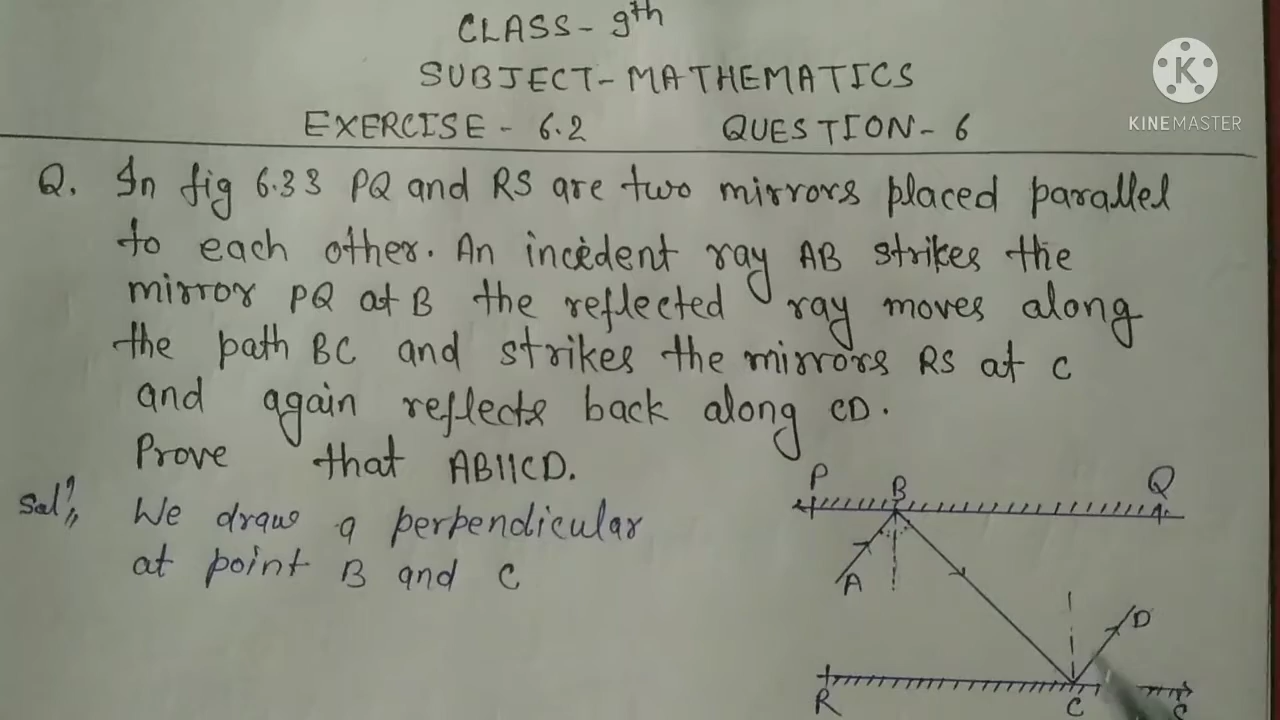 CLASS- 9th
SUBJECT-MATHEMATICS
EXERCISE - 6.2 QUESTION- 6
K
KINEMASTER
Q. In fig 6.33 PQ and RS are two mirrors placed parallel
to each other. An incident ray AB strikes the
mirror PQ at B the reflected ray moves along
the path BC and strikes the mirrors RS at C
and again reflects back along CD.
Prove that AB||CD.
Sol?,, We draw a perpendicular
at point B and C
P B Q
A
D
R C S